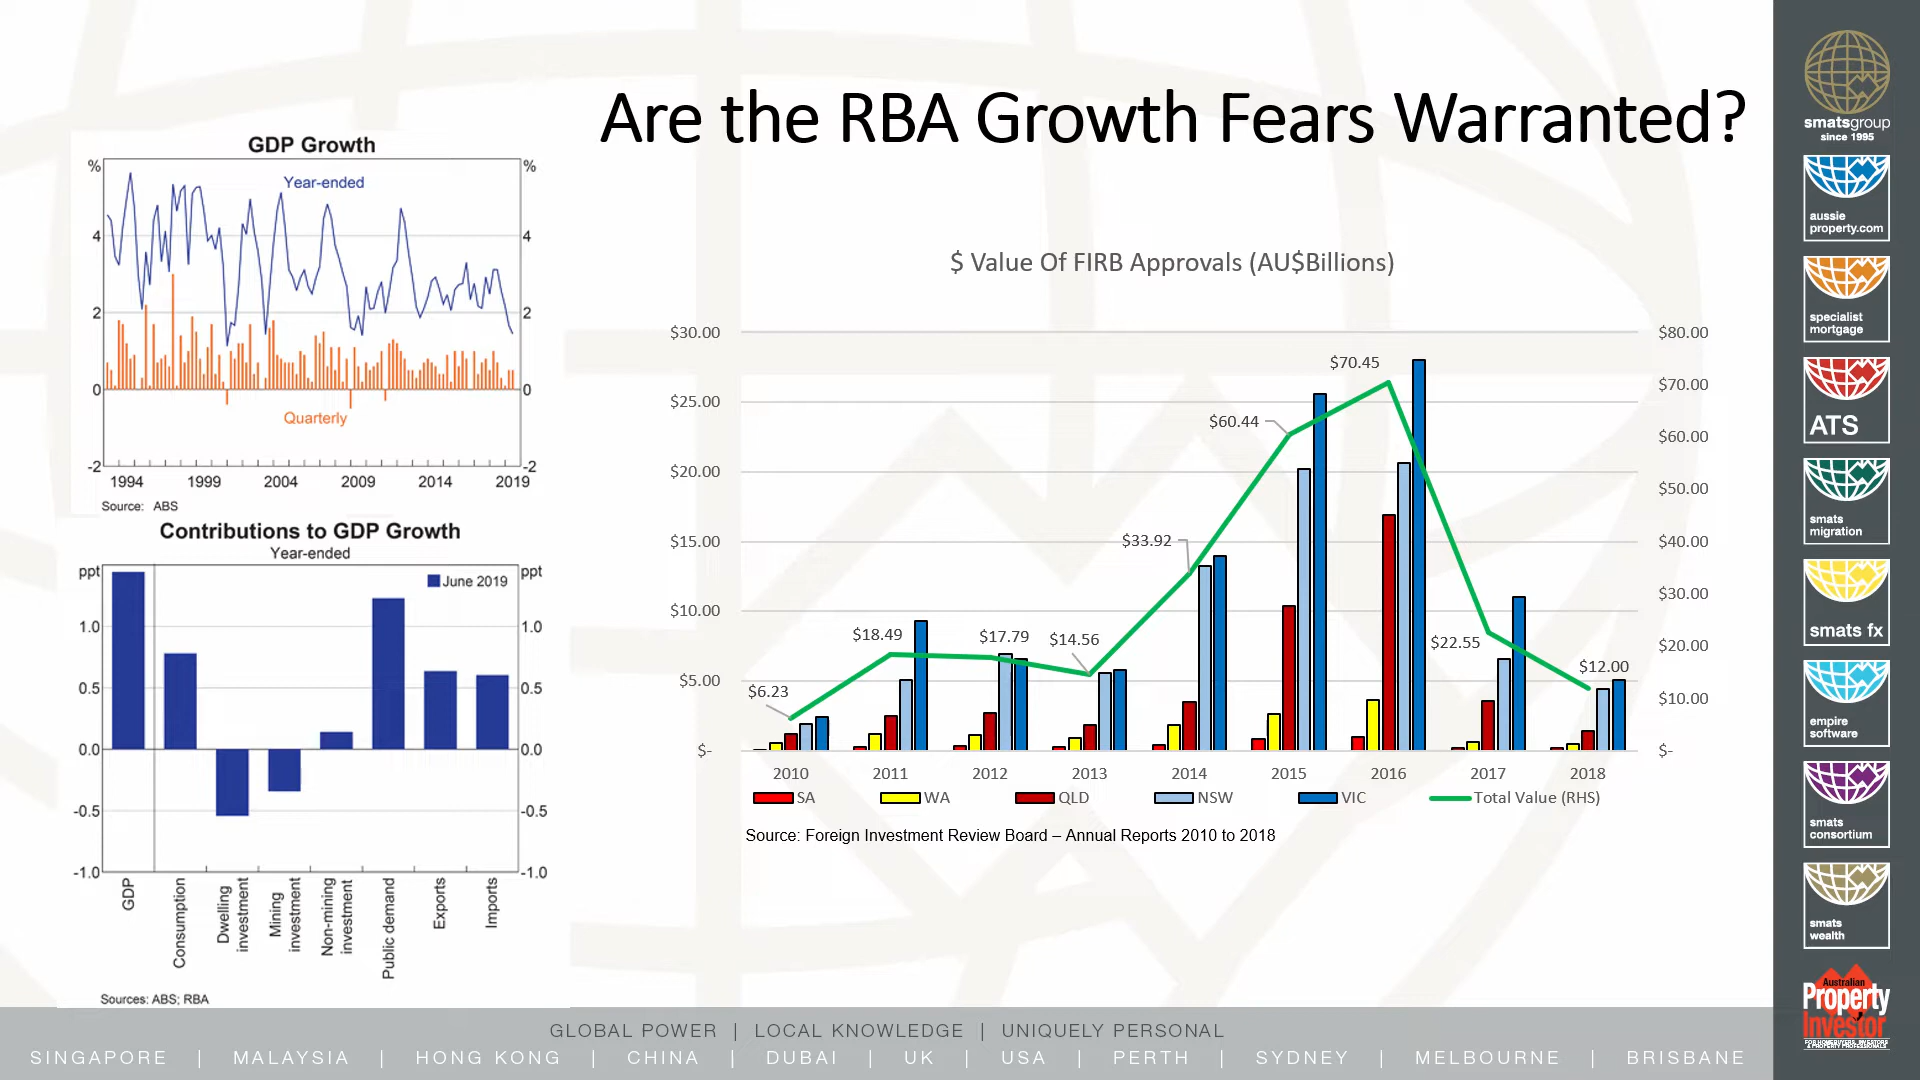 Are the RBA Growth Fears Warranted?
GDP Growth
% %
Year-ended
4 4
2 2
0 0
Quarterly
-2 -2
1994 1999 2004 2009 2014 2019
Source: ABS
Contributions to GDP Growth
Year-ended
ppt ppt
June 2019
1.0 1.0
0.5 0.5
0.0 0.0
-0.5 -0.5
-1.0 -1.0
GDP
Consumption
Dwelling
investment
Mining
investment
Non-mining
investment
Public demand
Exports
Imports
Sources: ABS; RBA
$ Value Of FIRB Approvals (AU$Billions)
$30.00
$25.00
$20.00
$15.00
$10.00
$5.00
$-
$80.00
$70.00
$60.00
$50.00
$40.00
$30.00
$20.00
$10.00
$-
$6.23
$18.49
$17.79
$14.56
$33.92
$60.44
$70.45
$22.55
$12.00
2010 2011 2012 2013 2014 2015 2016 2017 2018
SA WA QLD NSW VIC Total Value (RHS)
Source: Foreign Investment Review Board – Annual Reports 2010 to 2018
smatsgroup
since 1995
aussie
property.com
specialist
mortgage
ATS
smats
migration
smats fx
empire
software
smats
consortium
smats
wealth
Australian
Property
Investor
FOR HOMEBUYERS, INVESTORS
& PROPERTY PROFESSIONALS
GLOBAL POWER | LOCAL KNOWLEDGE | UNIQUELY PERSONAL
SINGAPORE | MALAYSIA | HONG KONG | CHINA | DUBAI | UK | USA | PERTH | SYDNEY | MELBOURNE | BRISBANE